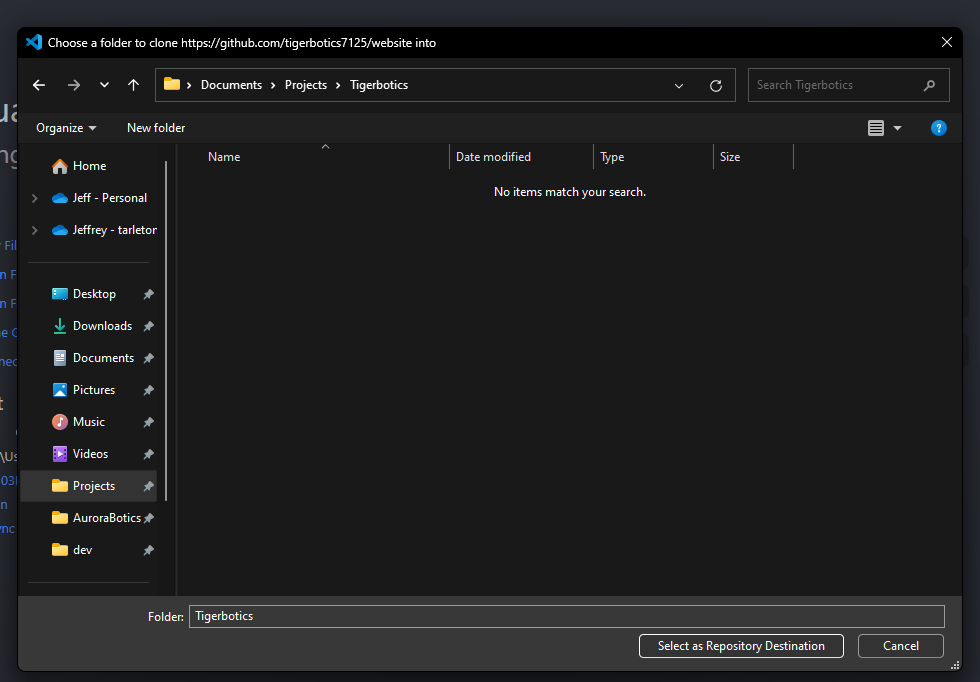 Choose a folder to clone https://github.com/tigerbotics7125/website into
Documents > Projects > Tigerbotics
Search Tigerbotics
Organize
New folder
?
Name
Date modified
Type
Size
No items match your search.
Home
Jeff - Personal
Jeffrey - tarleton
Desktop
Downloads
Documents
Pictures
Music
Videos
Projects
AuroraBotics
dev
Folder: Tigerbotics
Select as Repository Destination
Cancel